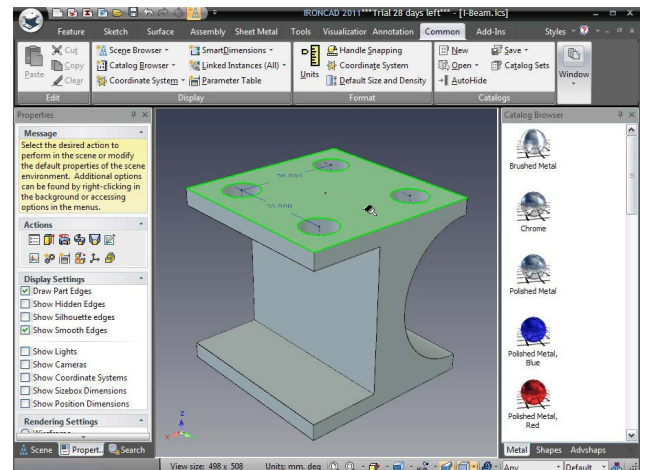 IRONCAD 2011***Trial 28 days left*** - [I-Beam.ics]
Feature Sketch Surface Assembly Sheet Metal Tools Visualization Annotation Common Add-Ins Styles
Paste
Cut
Copy
Clear
Edit
Scene Browser
Catalog Browser
Coordinate System
SmartDimensions
Linked Instances (All)
Parameter Table
Display
Units
Handle Snapping
Coordinate System
Default Size and Density
Format
New
Open
AutoHide
Save
Catalog Sets
Catalogs
Window
Properties
Message
Select the desired action to
perform in the scene or modify
the default properties of the scene
environment. Additional options
can be found by right-clicking in
the background or accessing
options in the menus.
Actions
Display Settings
Draw Part Edges
Show Hidden Edges
Show Silhouette edges
Show Smooth Edges
Show Lights
Show Cameras
Show Coordinate Systems
Show Sizebox Dimensions
Show Position Dimensions
Rendering Settings
Scene Propert.. Search
Z
X
Catalog Browser
Brushed Metal
Chrome
Polished Metal
Polished Metal,
Blue
Polished Metal,
Red
Metal Shapes Advshaps
View size: 498 x 508 Units: mm, deg Any Default